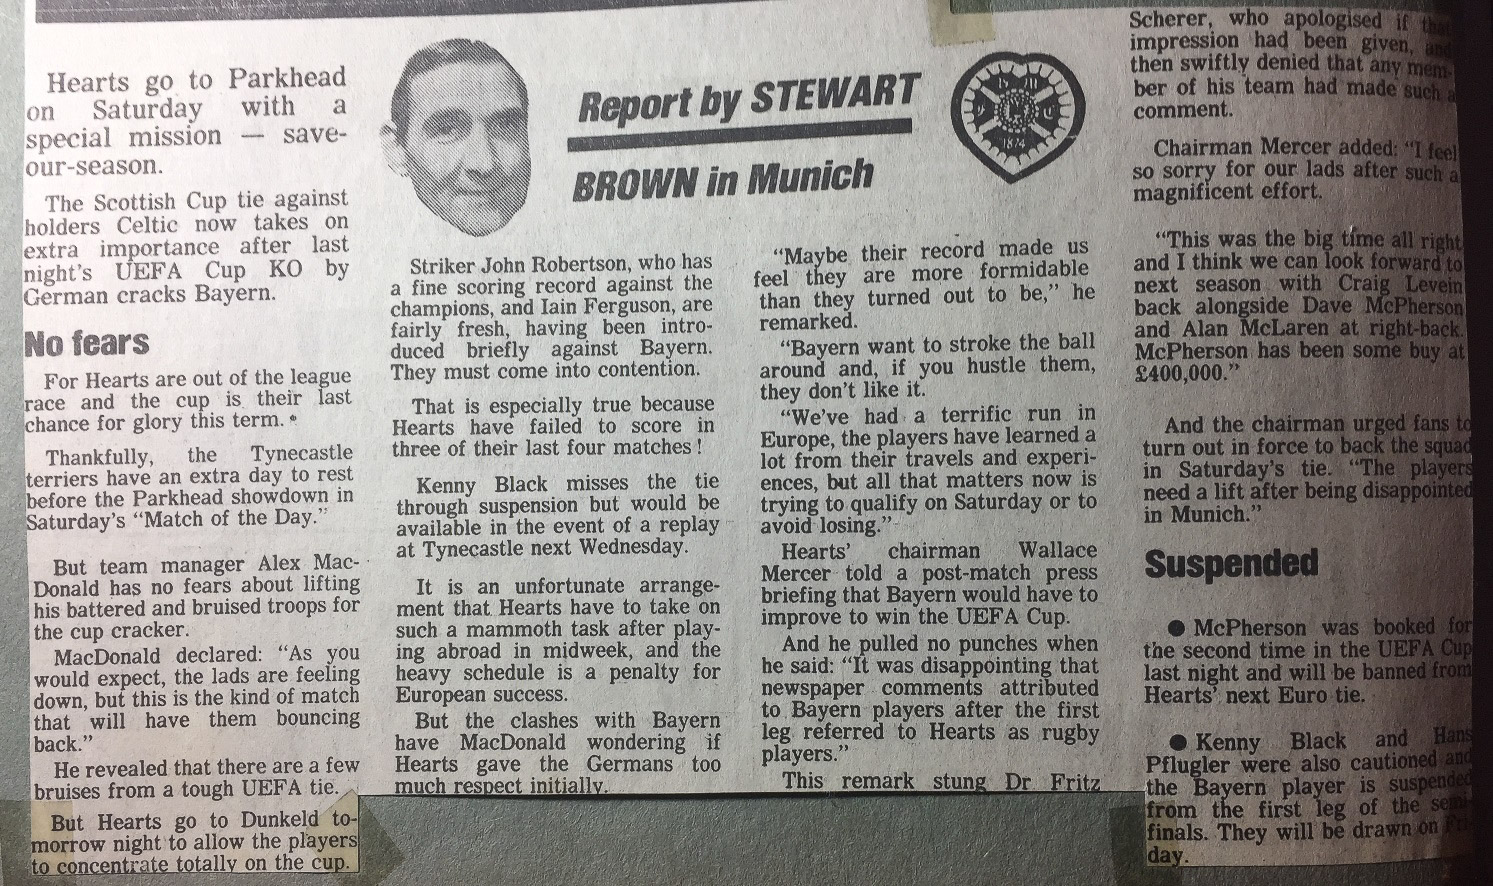 Hearts go to Parkhead
on Saturday with a
special mission — save-
our-season.
The Scottish Cup tie against
holders Celtic now takes on
extra importance after last
night's UEFA Cup KO by
German cracks Bayern.
No fears
For Hearts are out of the league
race and the cup is their last
chance for glory this term.
Thankfully, the Tynecastle
terriers have an extra day to rest
before the Parkhead showdown in
Saturday's "Match of the Day."
But team manager Alex Mac-
Donald has no fears about lifting
his battered and bruised troops for
the cup cracker.
MacDonald declared: "As you
would expect, the lads are feeling
down, but this is the kind of match
that will have them bouncing
back."
He revealed that there are a few
bruises from a tough UEFA tie.
But Hearts go to Dunkeld to-
morrow night to allow the players
to concentrate totally on the cup.
Report by STEWART
BROWN in Munich
1874
Striker John Robertson, who has
a fine scoring record against the
champions, and Iain Ferguson, are
fairly fresh, having been intro-
duced briefly against Bayern.
They must come into contention.
That is especially true because
Hearts have failed to score in
three of their last four matches!
Kenny Black misses the tie
through suspension but would be
available in the event of a replay
at Tynecastle next Wednesday.
It is an unfortunate arrange-
ment that Hearts have to take on
such a mammoth task after play-
ing abroad in midweek, and the
heavy schedule is a penalty for
European success.
But the clashes with Bayern
have MacDonald wondering if
Hearts gave the Germans too
much respect initially.
"Maybe their record made us
feel they are more formidable
than they turned out to be," he
remarked.
"Bayern want to stroke the ball
around and, if you hustle them,
they don't like it.
"We've had a terrific run in
Europe, the players have learned a
lot from their travels and experi-
ences, but all that matters now is
trying to qualify on Saturday or to
avoid losing."
Hearts' chairman Wallace
Mercer told a post-match press
briefing that Bayern would have to
improve to win the UEFA Cup.
And he pulled no punches when
he said: "It was disappointing that
newspaper comments attributed
to Bayern players after the first
leg referred to Hearts as rugby
players."
This remark stung Dr Fritz
Scherer, who apologised if that
impression had been given, and
then swiftly denied that any mem-
ber of his team had made such a
comment.
Chairman Mercer added: "I feel
so sorry for our lads after such a
magnificent effort.
"This was the big time all right
and I think we can look forward to
next season with Craig Levein
back alongside Dave McPherson
and Alan McLaren at right-back.
McPherson has been some buy at
£400,000."
And the chairman urged fans to
turn out in force to back the squad
in Saturday's tie. "The players
need a lift after being disappointed
in Munich."
Suspended
● McPherson was booked for
the second time in the UEFA Cup
last night and will be banned from
Hearts' next Euro tie.
● Kenny Black and Hans
Pflugler were also cautioned and
the Bayern player is suspended
from the first leg of the semi-
finals. They will be drawn on Fri-
day.